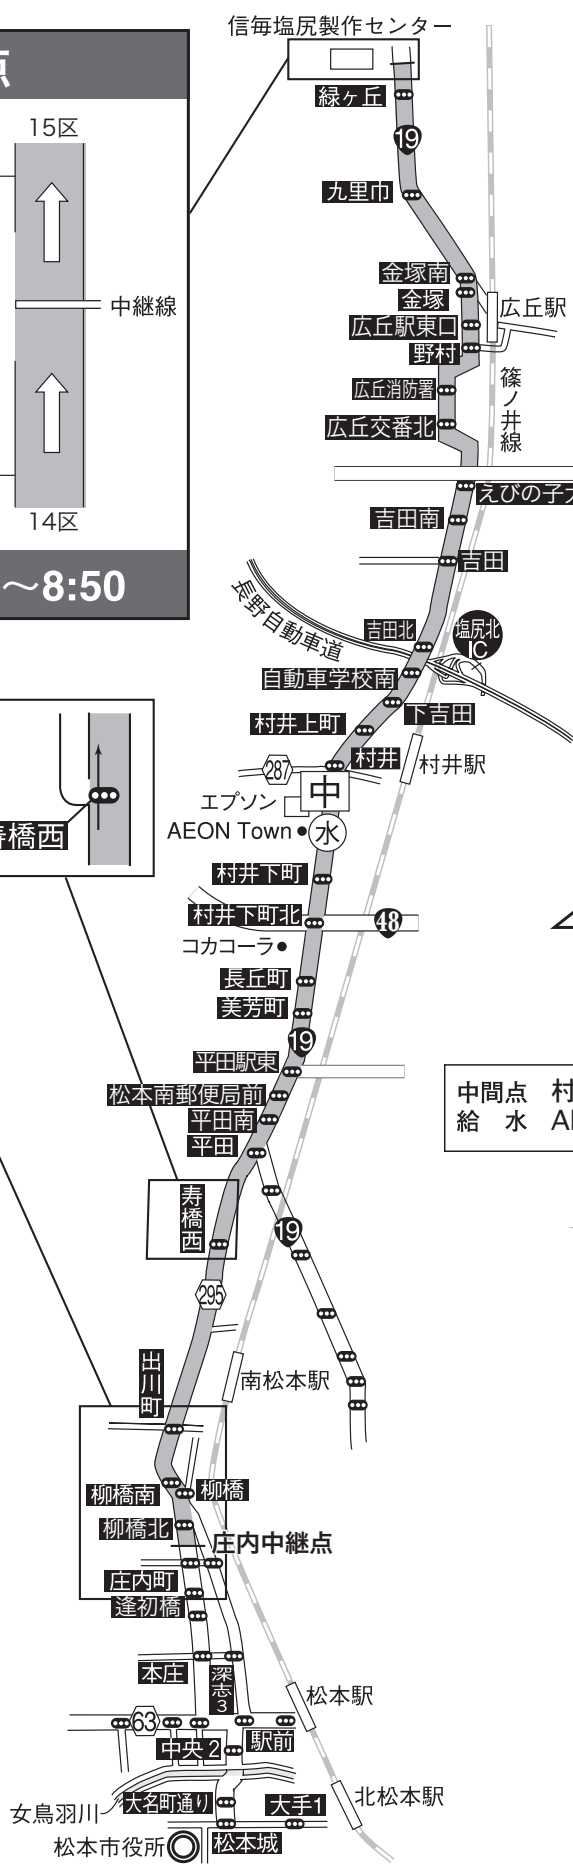 信毎塩尻製作センター
点
緑ヶ丘
15区
19
九里巾
金塚南
金塚
中継線
広丘駅
広丘駅東口
野村
広丘消防署
篠ノ井線
広丘交番北
えびの子
14区
吉田南
吉田
～8:50
長野自動車道
吉田北
塩尻北
IC
自動車学校南
下吉田
村井上町
村井
村井駅
287
中
エプソン
AEON Town
水
橋西
村井下町
村井下町北
48
コカコーラ
長丘町
美芳町
19
平田駅東
松本南郵便局前
中間点 村
給 水 A
平田南
平田
寿橋西
19
295
出川町
南松本駅
柳橋南
柳橋
柳橋北
庄内中継点
庄内町
逢初橋
本庄
深志3
松本駅
63
中央2
駅前
女鳥羽川
大名町通り
大手1
北松本駅
松本市役所
松本城